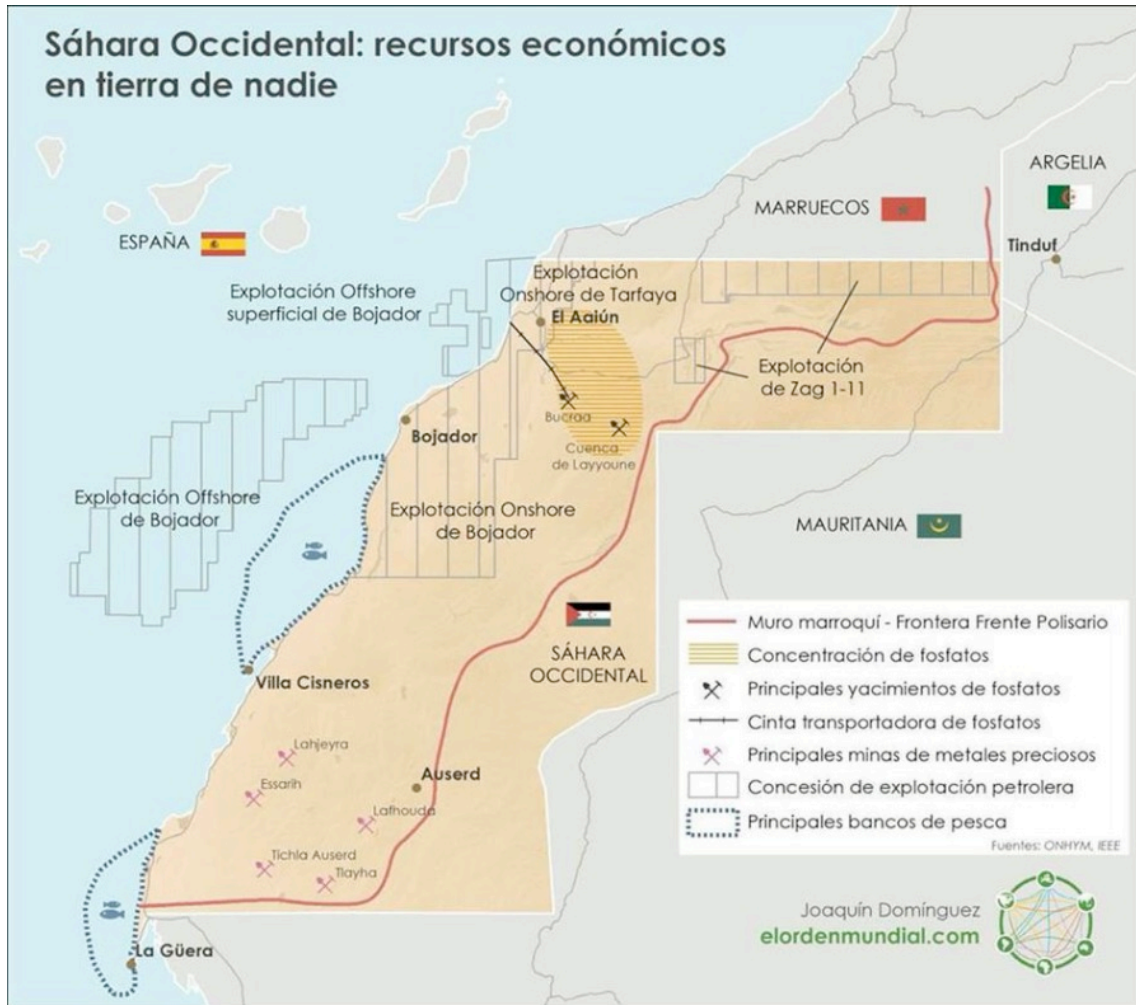 Sáhara Occidental: recursos económicos
en tierra de nadie
ARGELIA
MARRUECOS
Tinduf
ESPAÑA
Explotación Offshore
superficial de Bojador
Explotación
Onshore de Tarfaya
El Aaiún
Explotación
de Zag 1-11
Bucraa
Bojador
Cuenca
de Layyoune
Explotación Offshore
de Bojador
Explotación Onshore
de Bojador
MAURITANIA
SÁHARA
OCCIDENTAL
Villa Cisneros
Lahjeyra
Auserd
Essarih
Lafhouda
Tichla Auserd
Tlayha
La Güera
Muro marroquí - Frontera Frente Polisario
Concentración de fosfatos
Principales yacimientos de fosfatos
Cinta transportadora de fosfatos
Principales minas de metales preciosos
Concesión de explotación petrolera
Principales bancos de pesca
Fuentes: ONHYM, IEEE
Joaquín Domínguez
elordenmundial.com